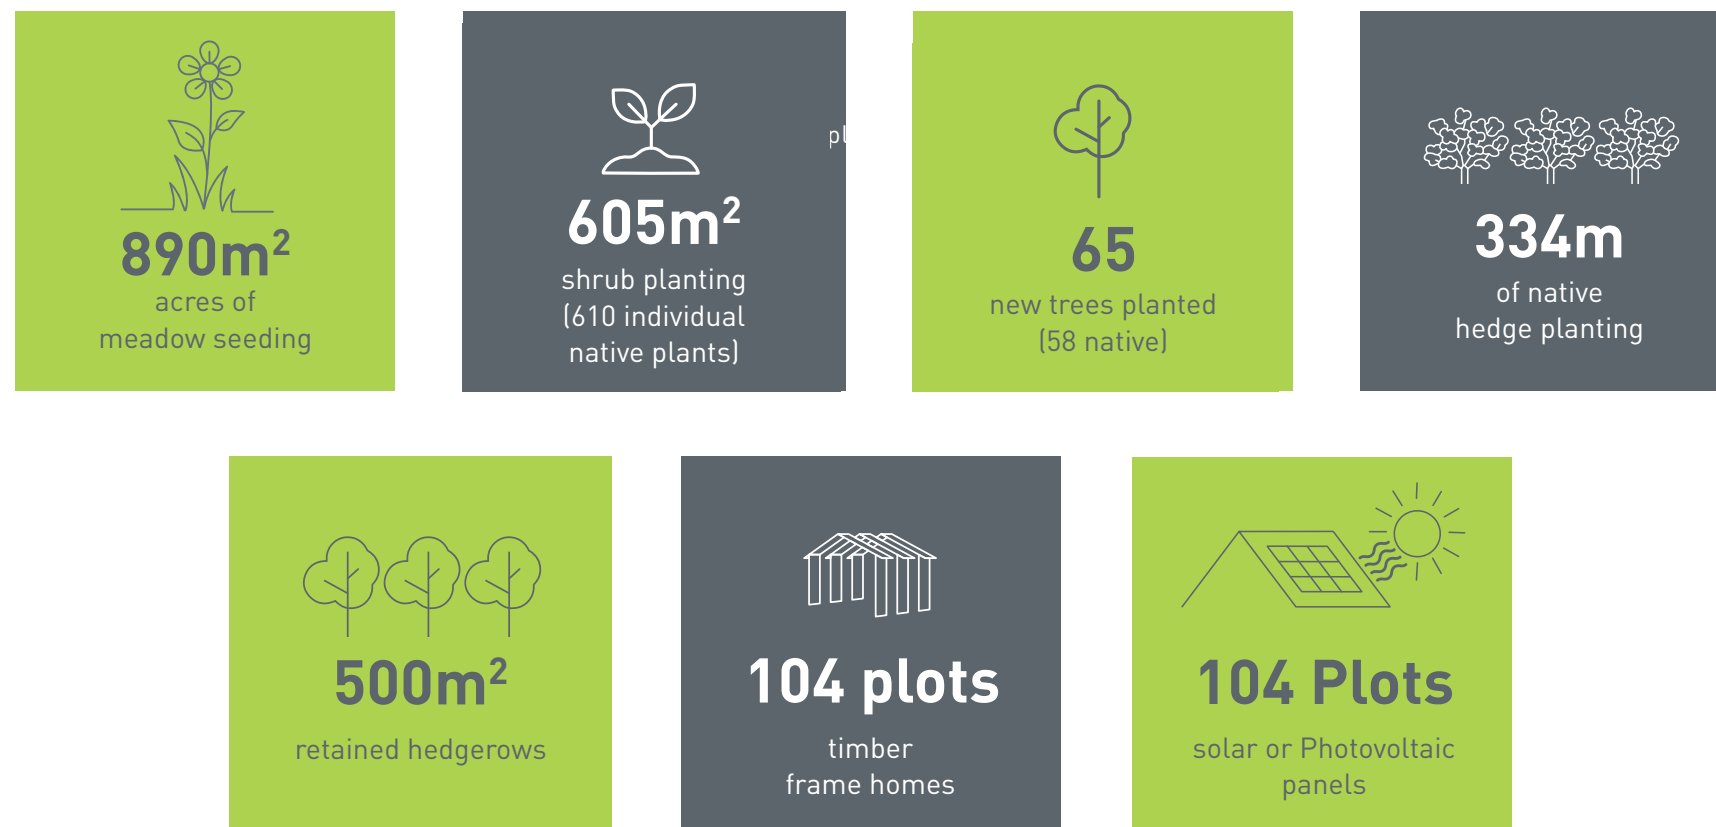 890m²
acres of
meadow seeding
605m²
shrub planting
(610 individual
native plants)
pl
65
new trees planted
(58 native)
334m
of native
hedge planting
500m²
retained hedgerows
104 plots
timber
frame homes
104 Plots
solar or Photovoltaic
panels